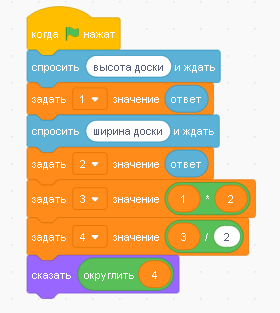 когда нажат
спросить высота доски и ждать
задать 1 значение ответ
спросить ширина доски и ждать
задать 2 значение ответ
задать 3 значение 1 * 2
задать 4 значение 3 / 2
сказать округлить 4